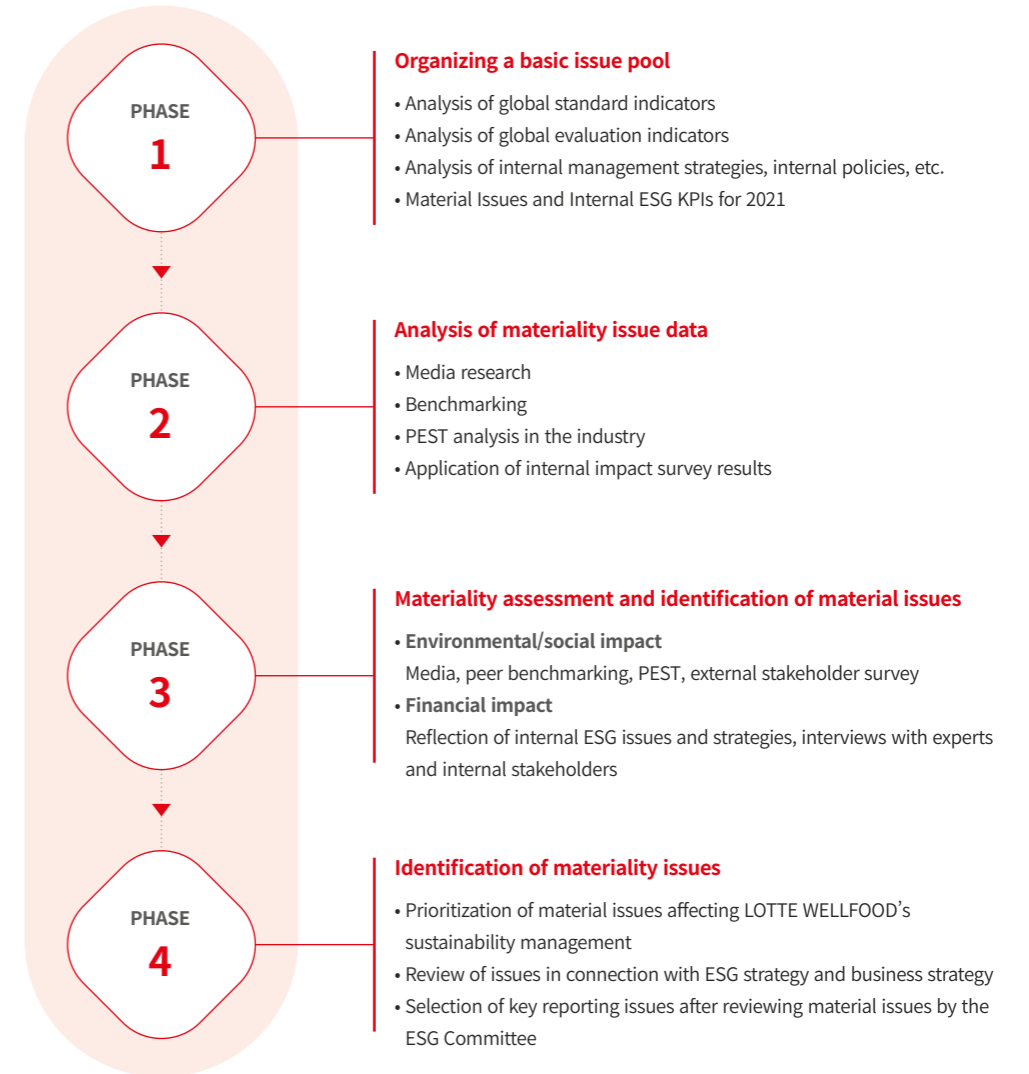 PHASE
1
Organizing a basic issue pool
• Analysis of global standard indicators
• Analysis of global evaluation indicators
• Analysis of internal management strategies, internal policies, etc.
• Material Issues and Internal ESG KPIs for 2021
PHASE
2
Analysis of materiality issue data
• Media research
• Benchmarking
• PEST analysis in the industry
• Application of internal impact survey results
PHASE
3
Materiality assessment and identification of material issues
• Environmental/social impact
Media, peer benchmarking, PEST, external stakeholder survey
• Financial impact
Reflection of internal ESG issues and strategies, interviews with experts
and internal stakeholders
PHASE
4
Identification of materiality issues
• Prioritization of material issues affecting LOTTE WELLFOOD’s
sustainability management
• Review of issues in connection with ESG strategy and business strategy
• Selection of key reporting issues after reviewing material issues by the
ESG Committee